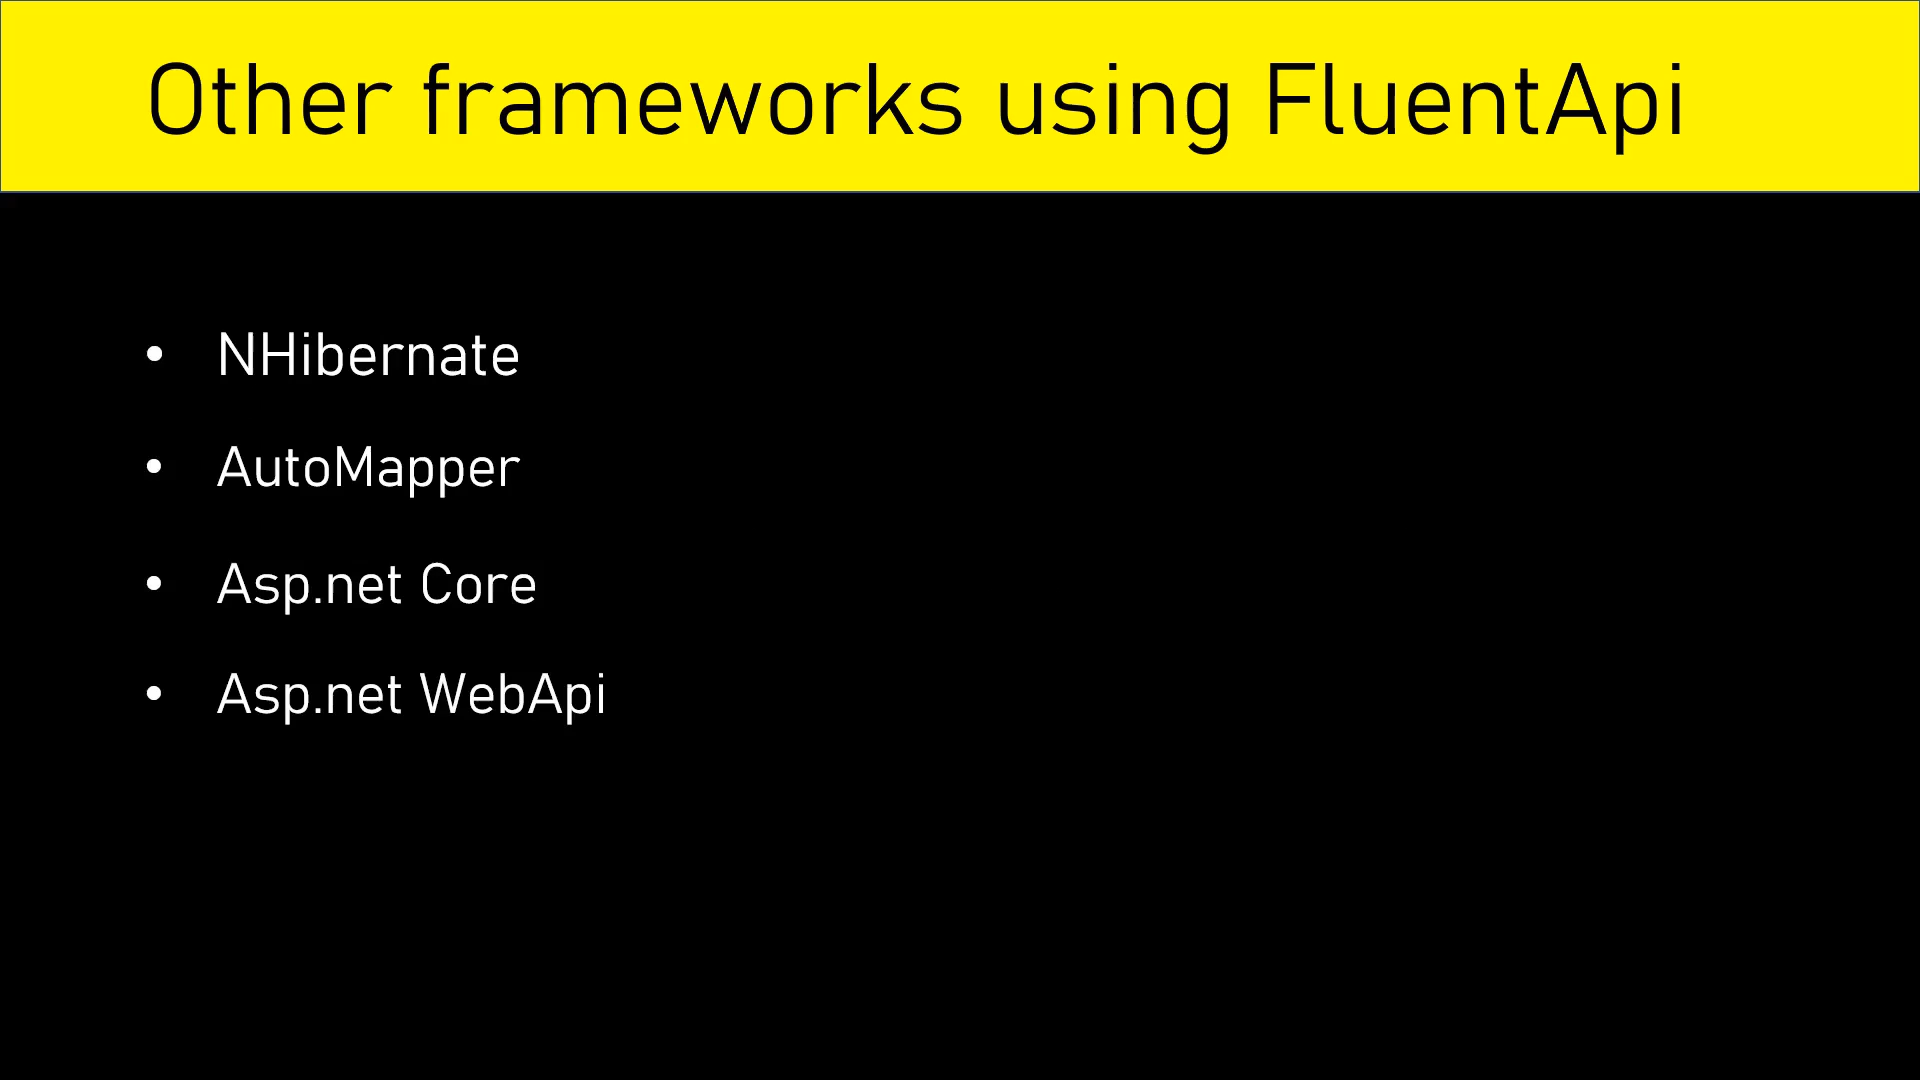 Other frameworks using FluentApi
• NHibernate
• AutoMapper
• Asp.net Core
• Asp.net WebApi